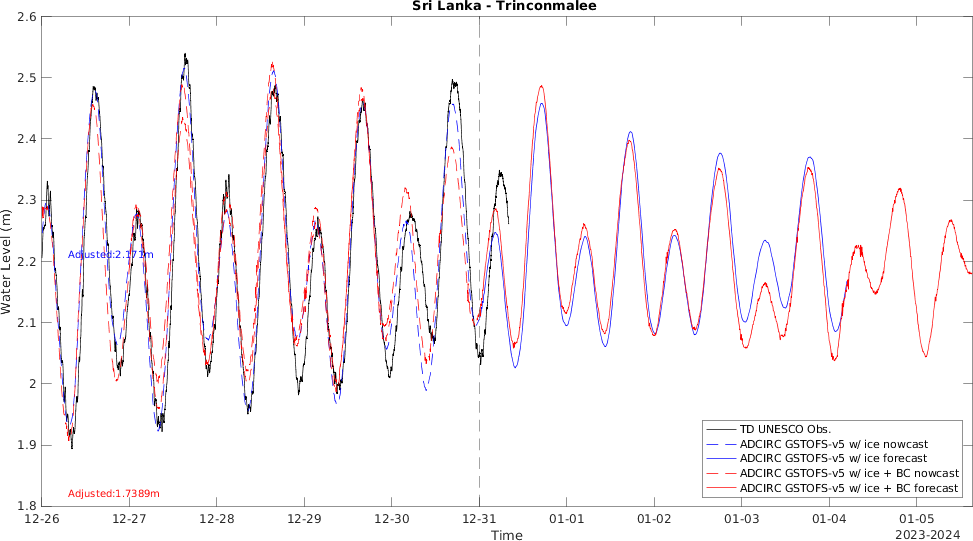 Sri Lanka - Trinconmalee
2.6
2.5
2.4
2.3
2.2
2.1
2
1.9
1.8
Water Level (m)
Adjusted:2.171m
Adjusted:1.7389m
TD UNESCO Obs.
ADCIRC GSTOFS-v5 w/ ice nowcast
ADCIRC GSTOFS-v5 w/ ice forecast
ADCIRC GSTOFS-v5 w/ ice + BC nowcast
ADCIRC GSTOFS-v5 w/ ice + BC forecast
12-26 12-27 12-28 12-29 12-30 12-31 01-01 01-02 01-03 01-04 01-05
Time
2023-2024